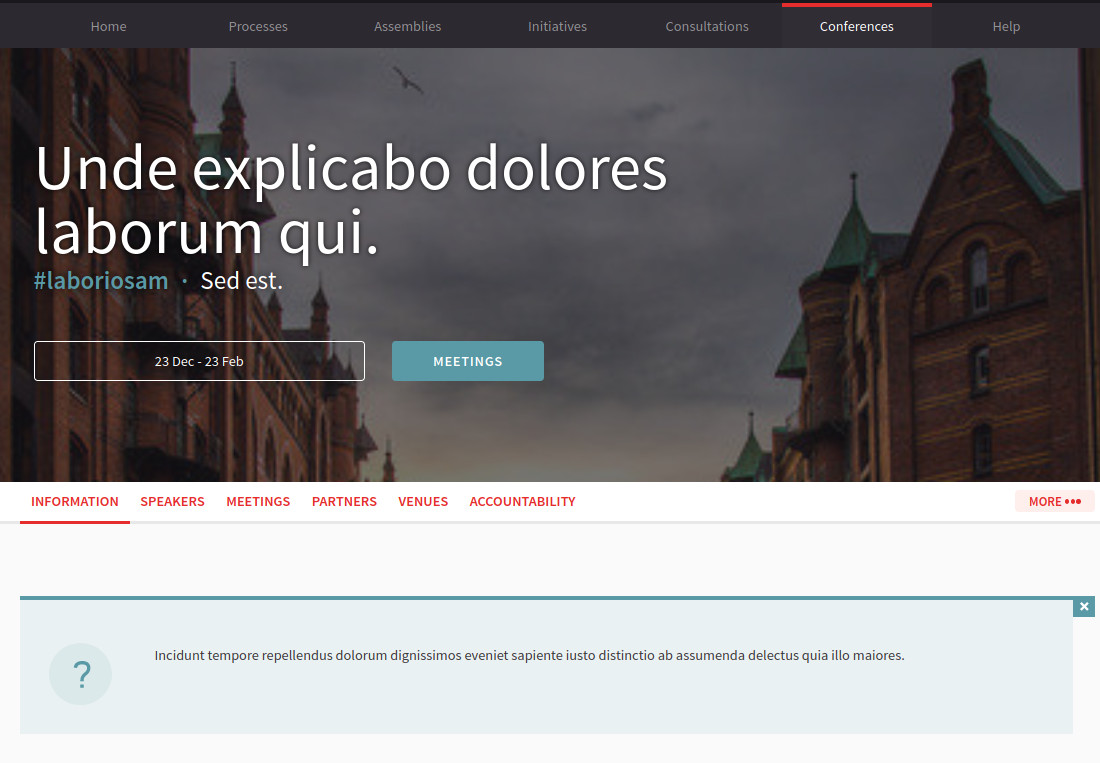 Home Processes Assemblies Initiatives Consultations Conferences Help
Unde explicabo dolores
laborum qui.
#laboriosam · Sed est.
23 Dec - 23 Feb MEETINGS
INFORMATION SPEAKERS MEETINGS PARTNERS VENUES ACCOUNTABILITY MORE •••
×
? Incidunt tempore repellendus dolorum dignissimos eveniet sapiente iusto distinctio ab assumenda delectus quia illo maiores.